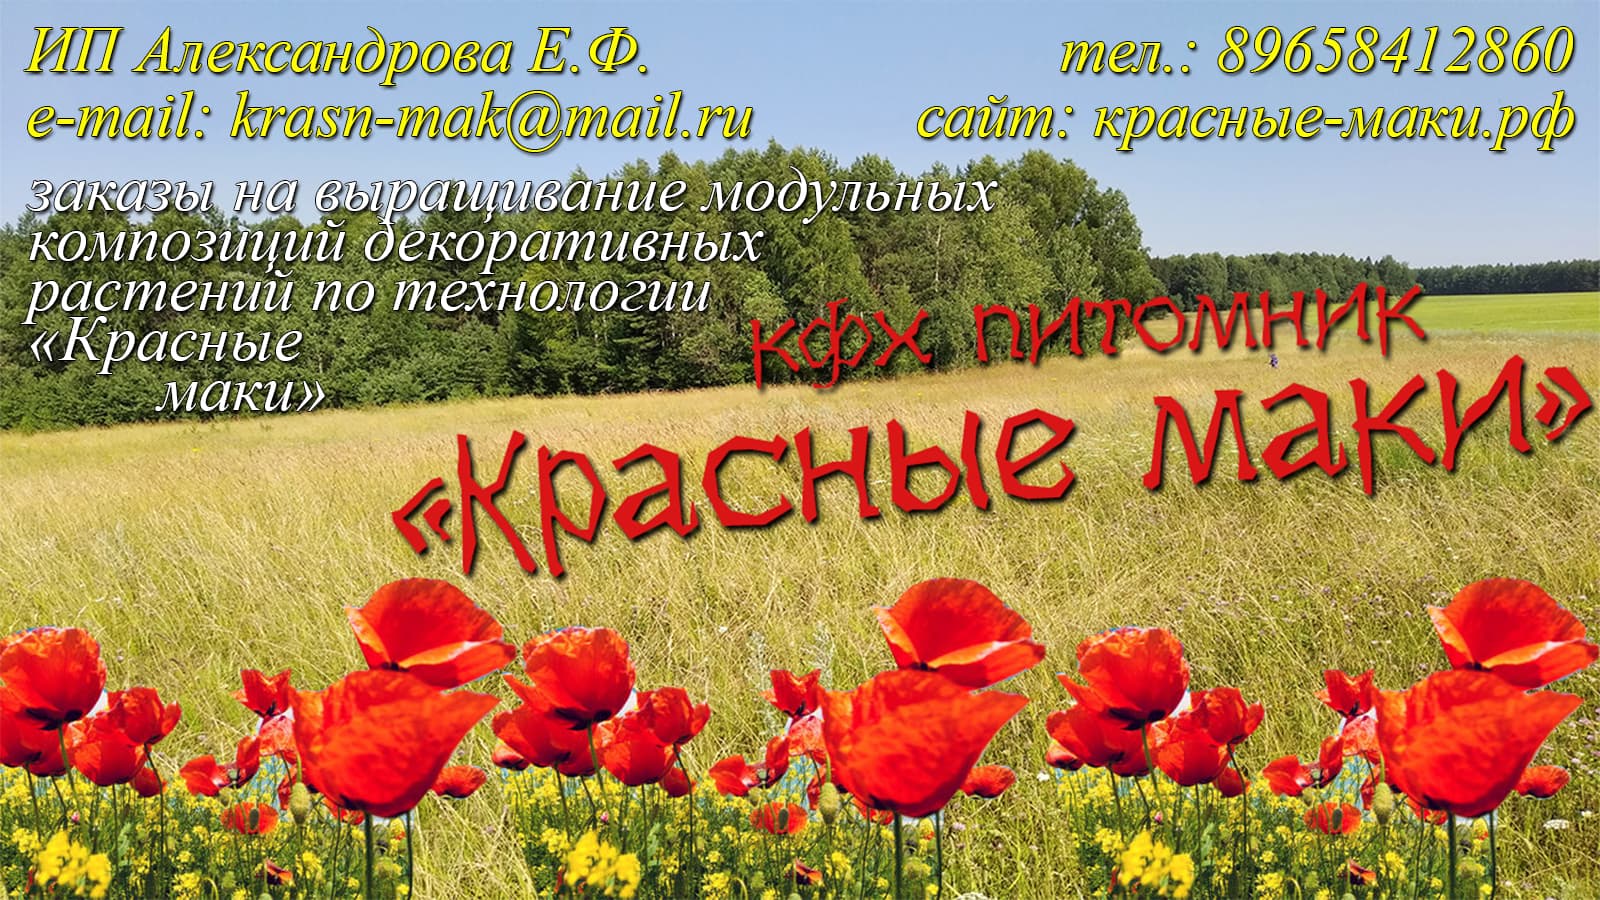 ИП Александрова Е.Ф.
тел.: 89658412860
e-mail: krasn-mak@mail.ru
сайт: красные-маки.рф
заказы на выращивание модульных
композиций декоративных
растений по технологии
«Красные
маки»
кфх питомник
«Красные маки»